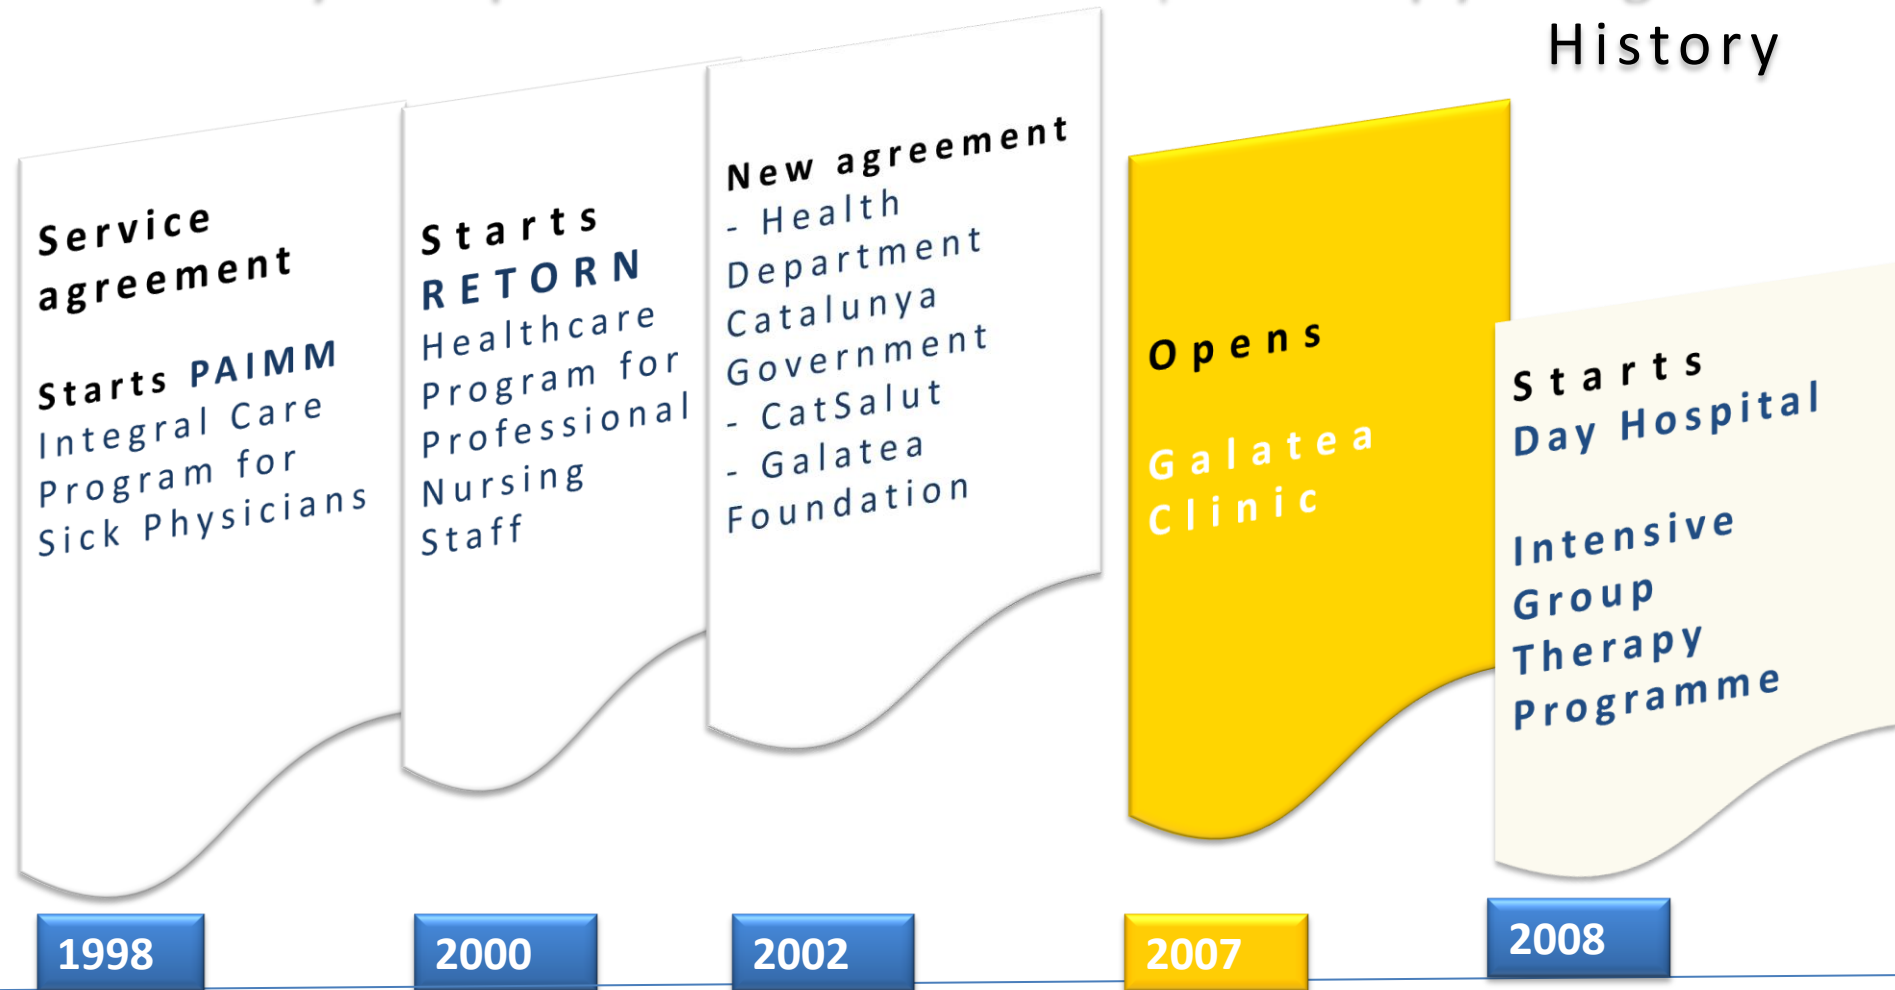 History
Service
agreement
Starts PAIMM
Integral Care
Program for
Sick Physicians
Starts
RETORN
Healthcare
Program for
Professional
Nursing
Staff
New agreement
- Health
Department
Catalunya
Government
- CatSalut
- Galatea
Foundation
Opens
Galatea
Clinic
Starts
Day Hospital
Intensive
Group
Therapy
Programme
1998
2000
2002
2007
2008